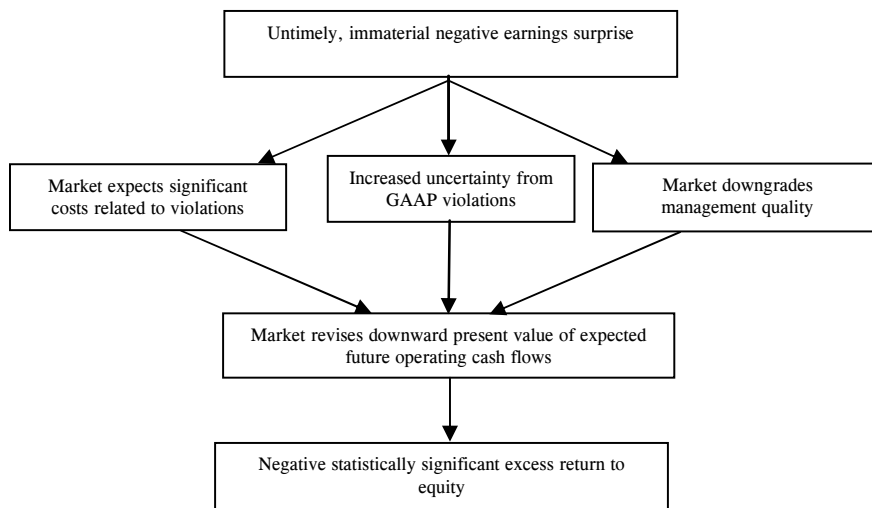 Untimely, immaterial negative earnings surprise
Market expects significant
costs related to violations
Increased uncertainty from
GAAP violations
Market downgrades
management quality
Market revises downward present value of expected
future operating cash flows
Negative statistically significant excess return to
equity